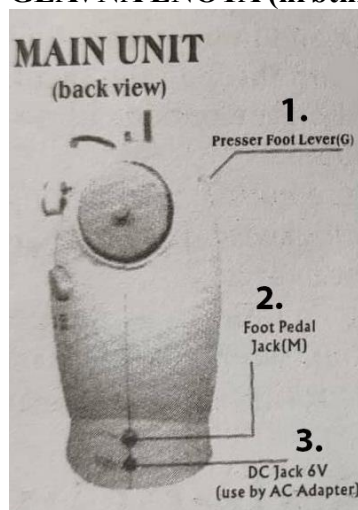 MAIN UNIT
(back view)
1.
Presser Foot Lever(G)
2.
Foot Pedal
Jack(M)
3.
DC Jack 6V
(use by AC Adapter)